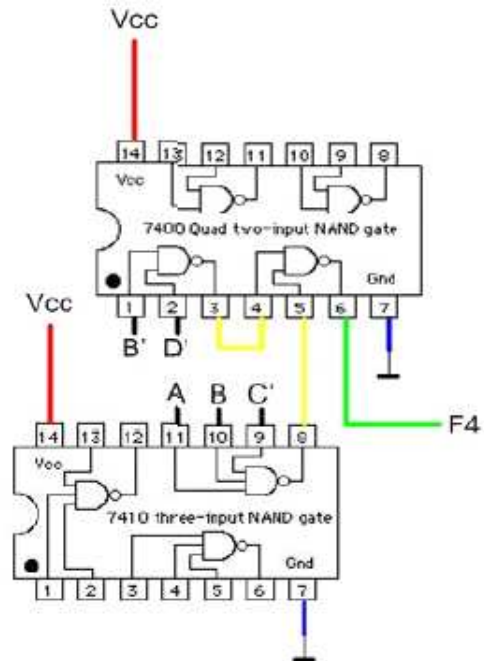 Vcc
14 13 12 11 10 9 8
Vcc
7400 Quad two-input NAND gate
Gnd
1 2 3 4 5 6 7
B' D'
Vcc
A B C'
F4
14 13 12 11 10 9 8
Vcc
7410 three-input NAND gate
Gnd
1 2 3 4 5 6 7